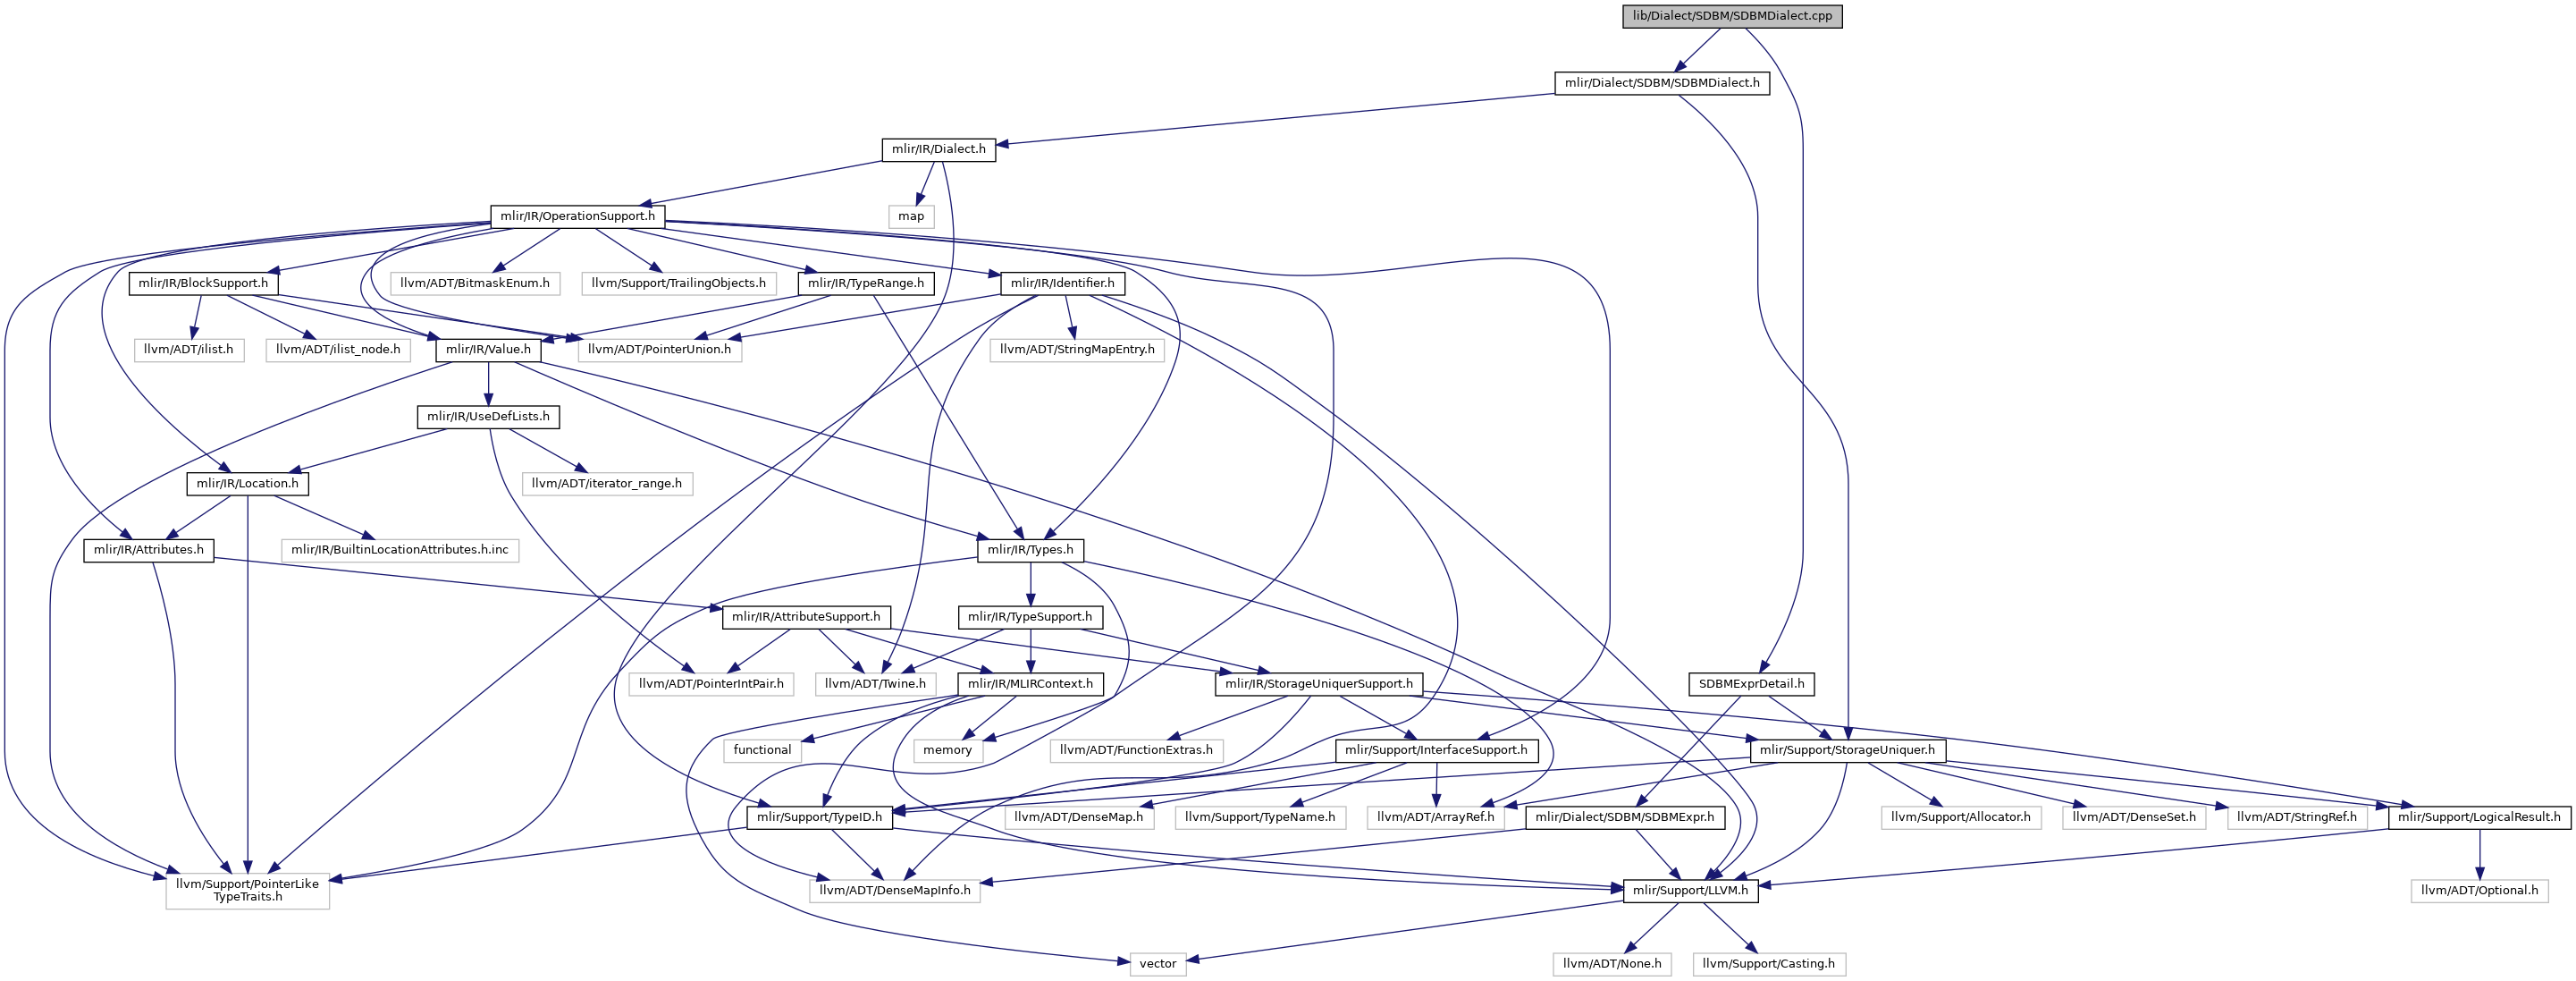 lib/Dialect/SDBM/SDBMDialect.cpp
mlir/Dialect/SDBM/SDBMDialect.h
mlir/IR/Dialect.h
mlir/IR/OperationSupport.h
map
mlir/IR/BlockSupport.h
llvm/ADT/BitmaskEnum.h
llvm/Support/TrailingObjects.h
mlir/IR/TypeRange.h
mlir/IR/Identifier.h
llvm/ADT/ilist.h
llvm/ADT/ilist_node.h
mlir/IR/Value.h
llvm/ADT/PointerUnion.h
llvm/ADT/StringMapEntry.h
mlir/IR/UseDefLists.h
mlir/IR/Location.h
llvm/ADT/iterator_range.h
mlir/IR/Attributes.h
mlir/IR/BuiltinLocationAttributes.h.inc
mlir/IR/Types.h
mlir/IR/AttributeSupport.h
mlir/IR/TypeSupport.h
llvm/ADT/PointerIntPair.h
llvm/ADT/Twine.h
mlir/IR/MLIRContext.h
mlir/IR/StorageUniquerSupport.h
SDBMExprDetail.h
functional
memory
llvm/ADT/FunctionExtras.h
mlir/Support/InterfaceSupport.h
mlir/Support/StorageUniquer.h
mlir/Support/TypeID.h
llvm/ADT/DenseMap.h
llvm/Support/TypeName.h
llvm/ADT/ArrayRef.h
mlir/Dialect/SDBM/SDBMExpr.h
llvm/Support/Allocator.h
llvm/ADT/DenseSet.h
llvm/ADT/StringRef.h
mlir/Support/LogicalResult.h
llvm/Support/PointerLike
TypeTraits.h
llvm/ADT/DenseMapInfo.h
mlir/Support/LLVM.h
llvm/ADT/Optional.h
vector
llvm/ADT/None.h
llvm/Support/Casting.h